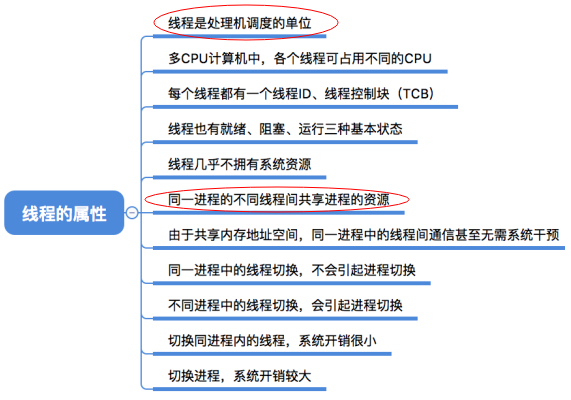 线程是处理机调度的单位
多CPU计算机中，各个线程可占用不同的CPU
每个线程都有一个线程ID、线程控制块（TCB）
线程也有就绪、阻塞、运行三种基本状态
线程几乎不拥有系统资源
线程的属性
同一进程的不同线程间共享进程的资源
由于共享内存地址空间，同一进程中的线程间通信甚至无需系统干预
同一进程中的线程切换，不会引起进程切换
不同进程中的线程切换，会引起进程切换
切换同进程内的线程，系统开销很小
切换进程，系统开销较大